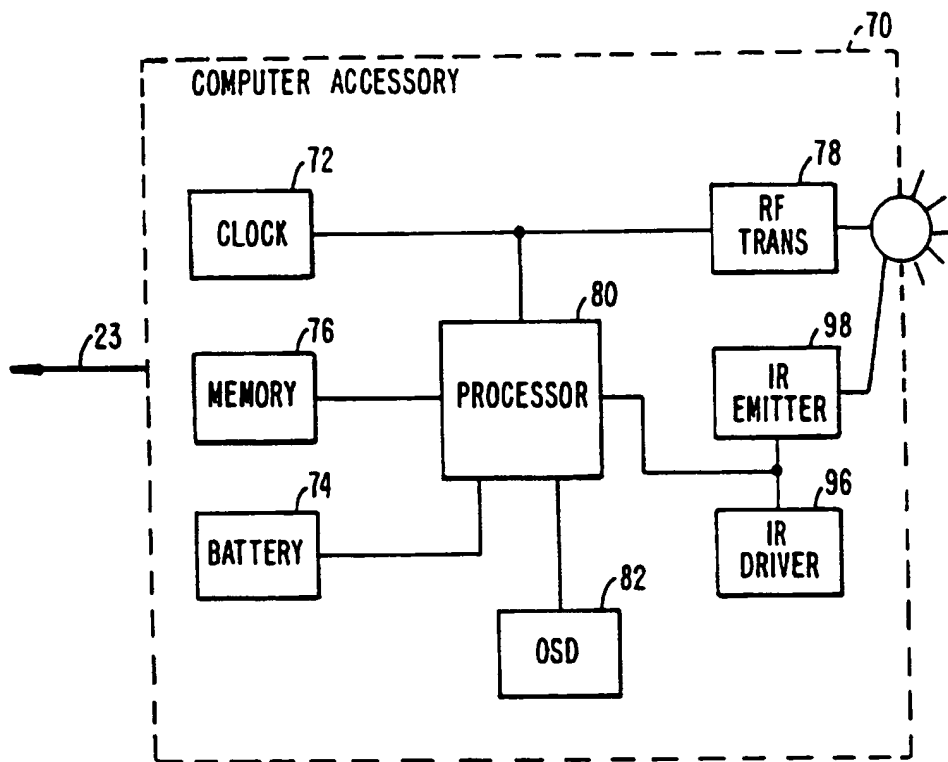 70
COMPUTER ACCESSORY
72
CLOCK
78
RF
TRANS
80
PROCESSOR
23
76
MEMORY
98
IR
EMITTER
74
BATTERY
96
IR
DRIVER
82
OSD